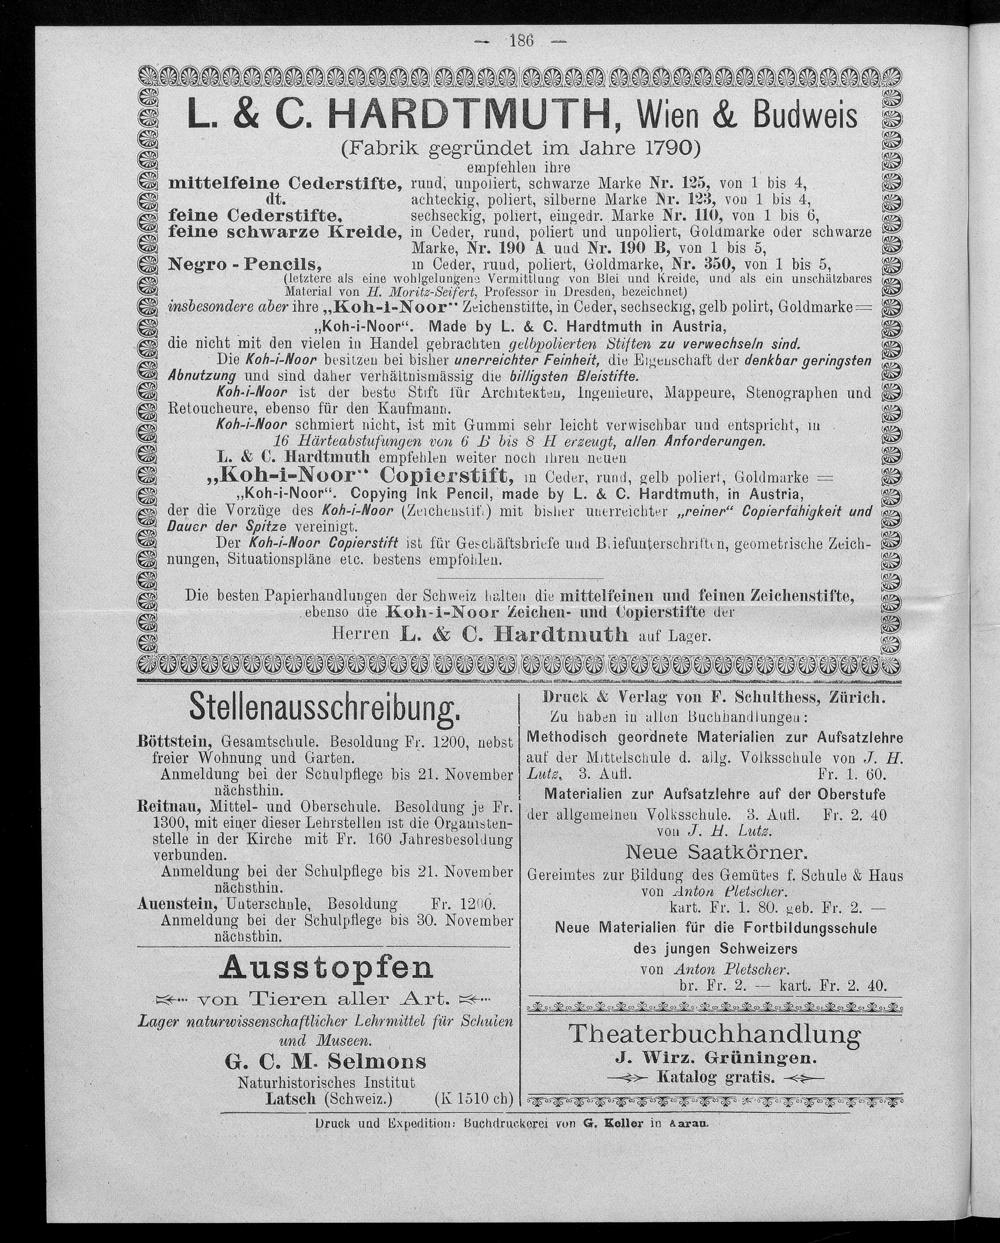 — 186 —
L. & C. HARDTMUTH, Wien & Budweis
(Fabrik gegründet im Jahre 1790)
empfehlen ihre
mittelfeine Cederstifte, rund, unpoliert, schwarze Marke Nr. 125, von 1 bis 4,
dt. achteckig, poliert, silberne Marke Nr. 123, von 1 bis 4,
feine Cederstifte, sechseckig, poliert, eingedr. Marke Nr. 110, von 1 bis 6,
feine schwarze Kreide, in Ceder, rund, poliert und unpoliert, Goldmarke oder schwarze
Marke, Nr. 190 A und Nr. 190 B, von 1 bis 5,
Negro-Pencils, in Ceder, rund, poliert, Goldmarke, Nr. 350, von 1 bis 5,
(letztere als eine wohlgelungene Vermittlung von Blei und Kreide, und als ein unschätzbares
Material von H. Moritz-Seifert, Professor in Dresden, bezeichnet)
insbesondere aber ihre „Koh-i-Noor“ Zeichenstifte, in Ceder, sechseckig, gelb polirt, Goldmarke =
„Koh-i-Noor“. Made by L. & C. Hardtmuth in Austria,
die nicht mit den vielen in Handel gebrachten gelbpolierten Stiften zu verwechseln sind.
Die Koh-i-Noor besitzen bei bisher unerreichter Feinheit, die Eigenschaft der denkbar geringsten
Abnutzung und sind daher verhältnismässig die billigsten Bleistifte.
Koh-i-Noor ist der beste Stift für Architekten, Ingenieure, Mappeure, Stenographen und
Retoucheure, ebenso für den Kaufmann.
Koh-i-Noor schmiert nicht, ist mit Gummi sehr leicht verwischbar und entspricht, in
16 Härteabstufungen von 6 B bis 8 H erzeugt, allen Anforderungen.
L. & C. Hardtmuth empfehlen weiter noch ihren neuen
„Koh-i-Noor“ Copierstift, in Ceder, rund, gelb poliert, Goldmarke =
„Koh-i-Noor“. Copying Ink Pencil, made by L. & C. Hardtmuth, in Austria,
der die Vorzüge des Koh-i-Noor (Zeichenstift) mit bisher unerreichter „reiner“ Copierfähigkeit und
Dauer der Spitze vereinigt.
Der Koh-i-Noor Copierstift ist für Geschäftsbriefe und Briefunterschriften, geometrische Zeich-
nungen, Situationspläne etc. bestens empfohlen.
Die besten Papierhandlungen der Schweiz halten die mittelfeinen und feinen Zeichenstifte,
ebenso die Koh-i-Noor Zeichen- und Copierstifte der
Herren L. & C. Hardtmuth auf Lager.
Stellenausschreibung.
Böttstein, Gesamtschule. Besoldung Fr. 1200, nebst
freier Wohnung und Garten.
Anmeldung bei der Schulpflege bis 21. November
nächsthin.
Reitnau, Mittel- und Oberschule. Besoldung je Fr.
1300, mit einer dieser Lehrstellen ist die Organisten-
stelle in der Kirche mit Fr. 160 Jahresbesoldung
verbunden.
Anmeldung bei der Schulpflege bis 21. November
nächsthin.
Auenstein, Unterschule, Besoldung Fr. 1200.
Anmeldung bei der Schulpflege bis 30. November
nächsthin.
Ausstopfen
von Tieren aller Art.
Lager naturwissenschaftlicher Lehrmittel für Schulen
und Museen.
G. C. M. Selmons
Naturhistorisches Institut
Latsch (Schweiz.) (K 1510 ch)
Druck & Verlag von F. Schulthess, Zürich.
Zu haben in allen Buchhandlungen:
Methodisch geordnete Materialien zur Aufsatzlehre
auf der Mittelschule d. allg. Volksschule von J. H.
Lutz, 3. Aufl. Fr. 1. 60.
Materialien zur Aufsatzlehre auf der Oberstufe
der allgemeinen Volksschule. 3. Aufl. Fr. 2. 40
von J. H. Lutz.
Neue Saatkörner.
Gereimtes zur Bildung des Gemütes f. Schule & Haus
von Anton Pletscher.
kart. Fr. 1. 80. geb. Fr. 2. —
Neue Materialien für die Fortbildungsschule
des jungen Schweizers
von Anton Pletscher.
br. Fr. 2. — kart. Fr. 2. 40.
Theaterbuchhandlung
J. Wirz. Grüningen.
Katalog gratis.
Druck und Expedition: Buchdruckerei von G. Keller in Aarau.